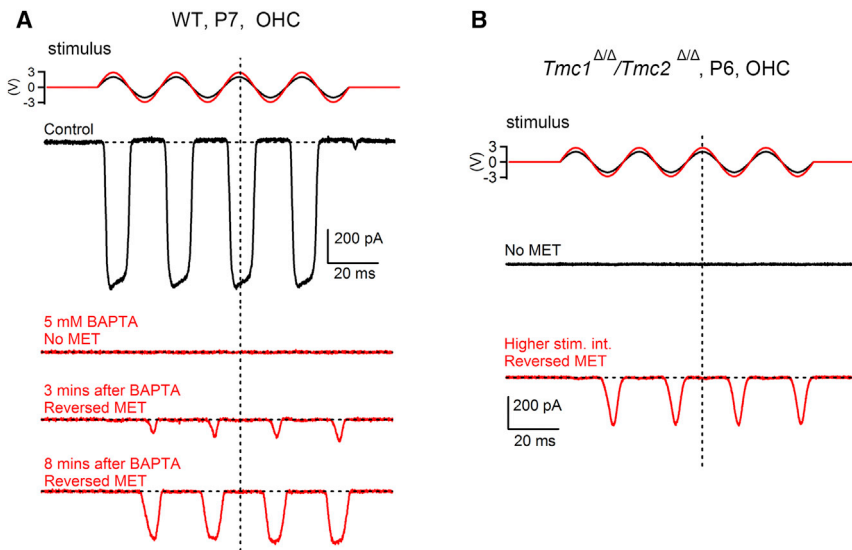 A
WT, P7, OHC
stimulus
3
0
-3
(V)
Control
200 pA
20 ms
5 mM BAPTA
No MET
3 mins after BAPTA
Reversed MET
8 mins after BAPTA
Reversed MET
B
Tmc1 Δ/Δ/Tmc2 Δ/Δ, P6, OHC
stimulus
3
0
-3
(V)
No MET
Higher stim. int.
Reversed MET
200 pA
20 ms